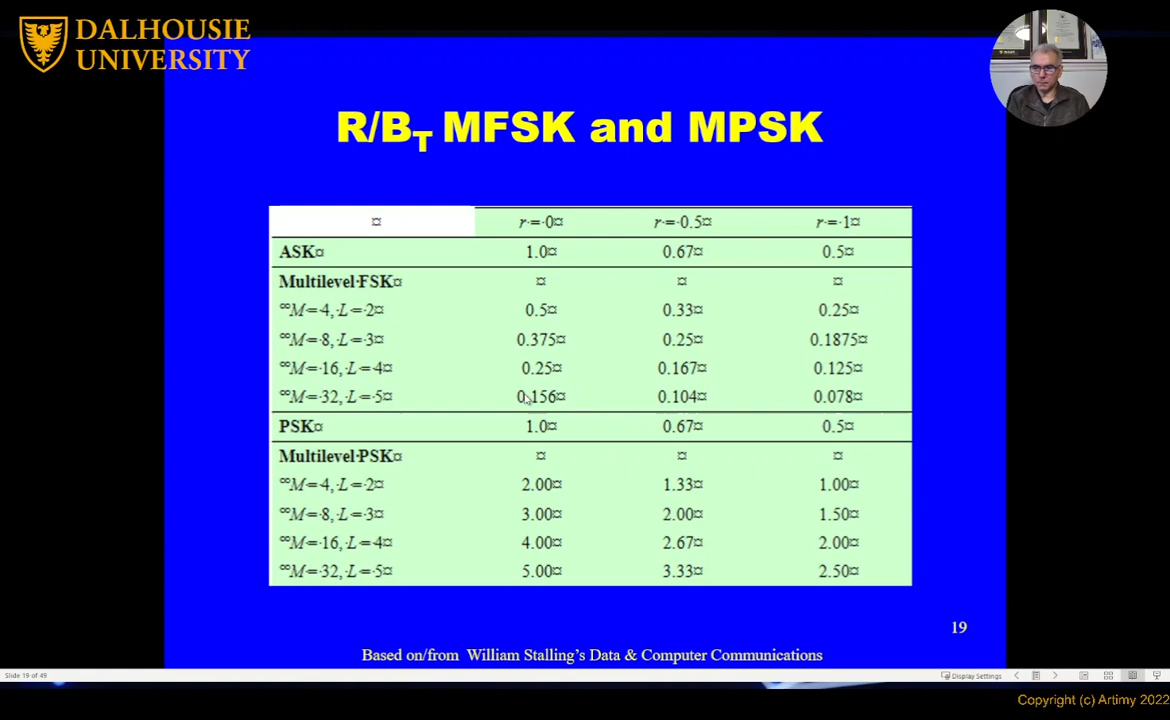 DALHOUSIE
UNIVERSITY
R/BT MFSK and MPSK
¤ r·=·0¤ r·=·0.5¤ r·=·1¤
ASK¤ 1.0¤ 0.67¤ 0.5¤
Multilevel·FSK¤ ¤ ¤ ¤
°°M=·4,·L=·2¤ 0.5¤ 0.33¤ 0.25¤
°°M=·8,·L=·3¤ 0.375¤ 0.25¤ 0.1875¤
°°M=·16,·L=·4¤ 0.25¤ 0.167¤ 0.125¤
°°M=·32,·L=·5¤ 0.156¤ 0.104¤ 0.078¤
PSK¤ 1.0¤ 0.67¤ 0.5¤
Multilevel·PSK¤ ¤ ¤ ¤
°°M=·4,·L=·2¤ 2.00¤ 1.33¤ 1.00¤
°°M=·8,·L=·3¤ 3.00¤ 2.00¤ 1.50¤
°°M=·16,·L=·4¤ 4.00¤ 2.67¤ 2.00¤
°°M=·32,·L=·5¤ 5.00¤ 3.33¤ 2.50¤
19
Based on/from William Stalling's Data & Computer Communications
Slide 19 of 49
Display Settings
Copyright (c) Artimy 2022